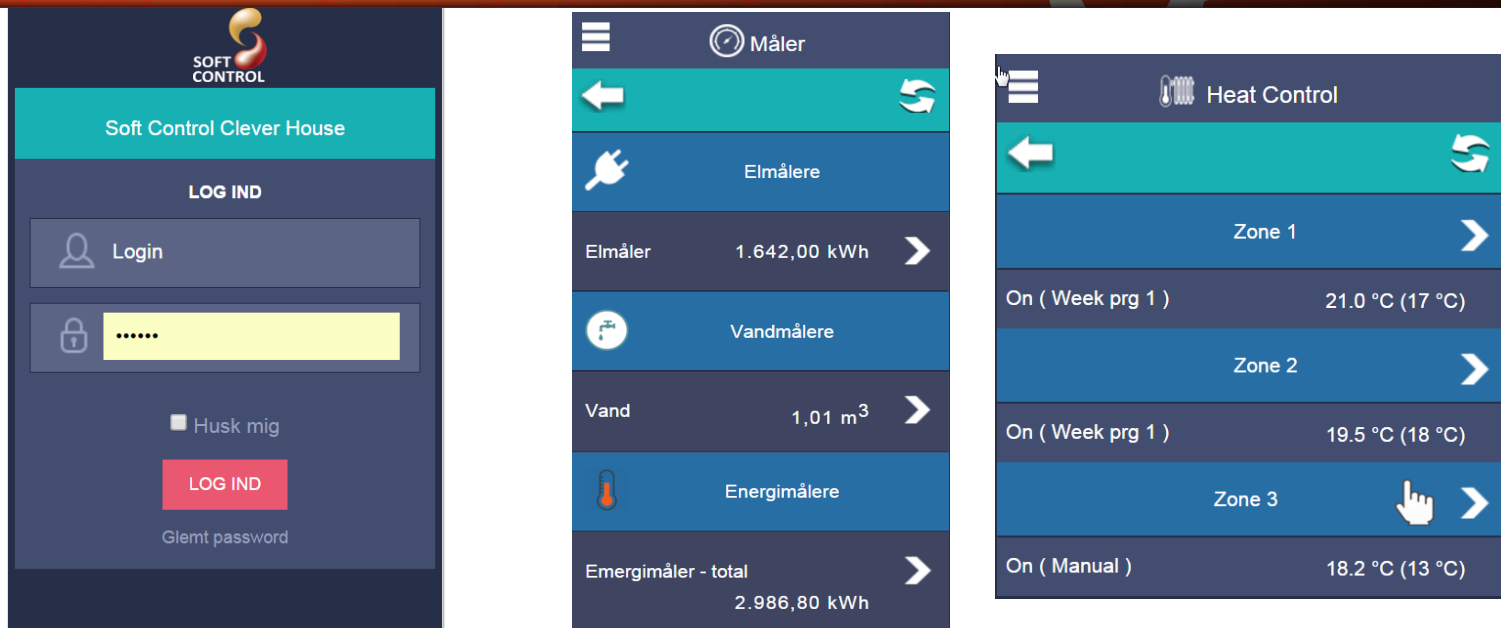 SOFT
CONTROL
Soft Control Clever House
LOG IND
Login
••••••
Husk mig
LOG IND
Glemt password
Måler
Elmålere
Elmåler 1.642,00 kWh
Vandmålere
Vand 1,01 m³
Energimålere
Emergimåler - total
2.986,80 kWh
Heat Control
Zone 1
On ( Week prg 1 ) 21.0 °C (17 °C)
Zone 2
On ( Week prg 1 ) 19.5 °C (18 °C)
Zone 3
On ( Manual ) 18.2 °C (13 °C)